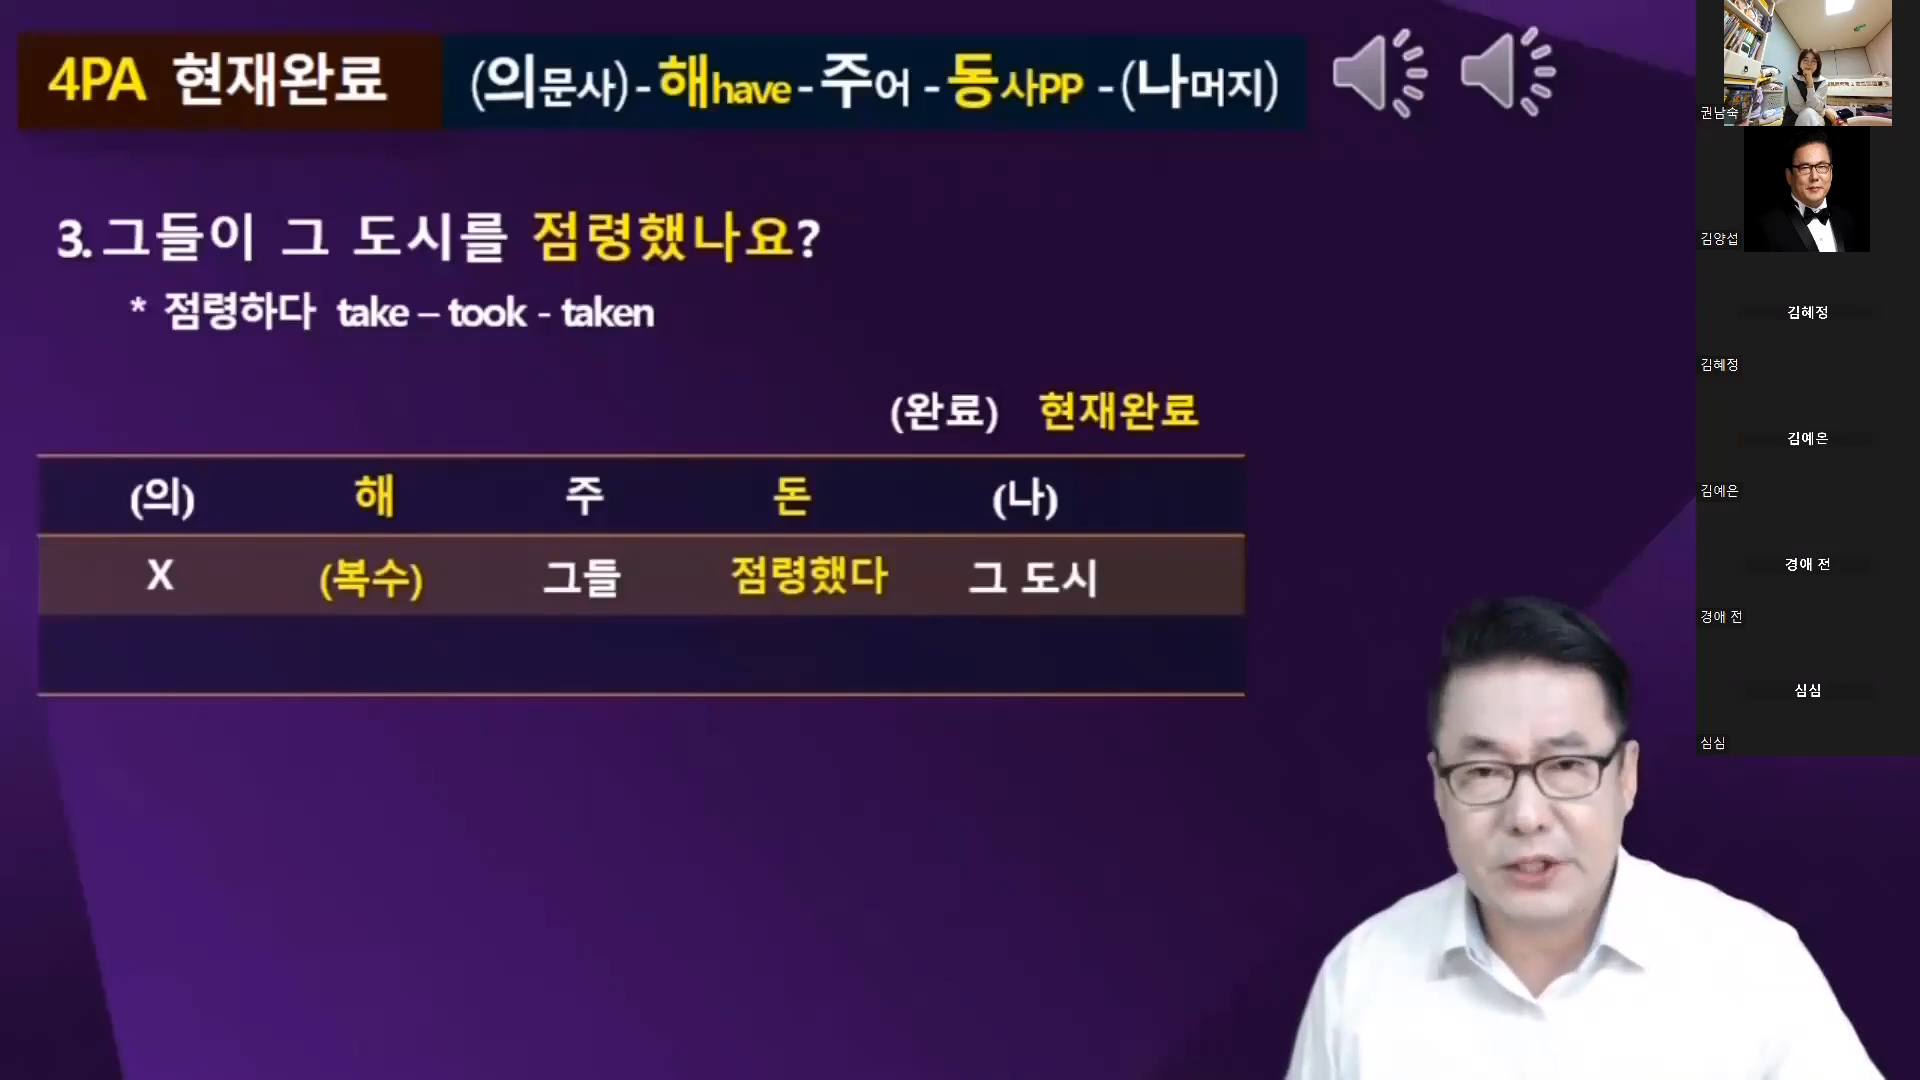 4PA 현재완료 (의문사) - 해have - 주어 - 동사PP - (나머지)
3. 그들이 그 도시를 점령했나요?
* 점령하다 take – took - taken
(완료) 현재완료
(의) 해 주 돈 (나)
X (복수) 그들 점령했다 그 도시
권남숙
김양섭
김혜정
김혜정
김예은
김예은
경애 전
경애 전
심심
심심